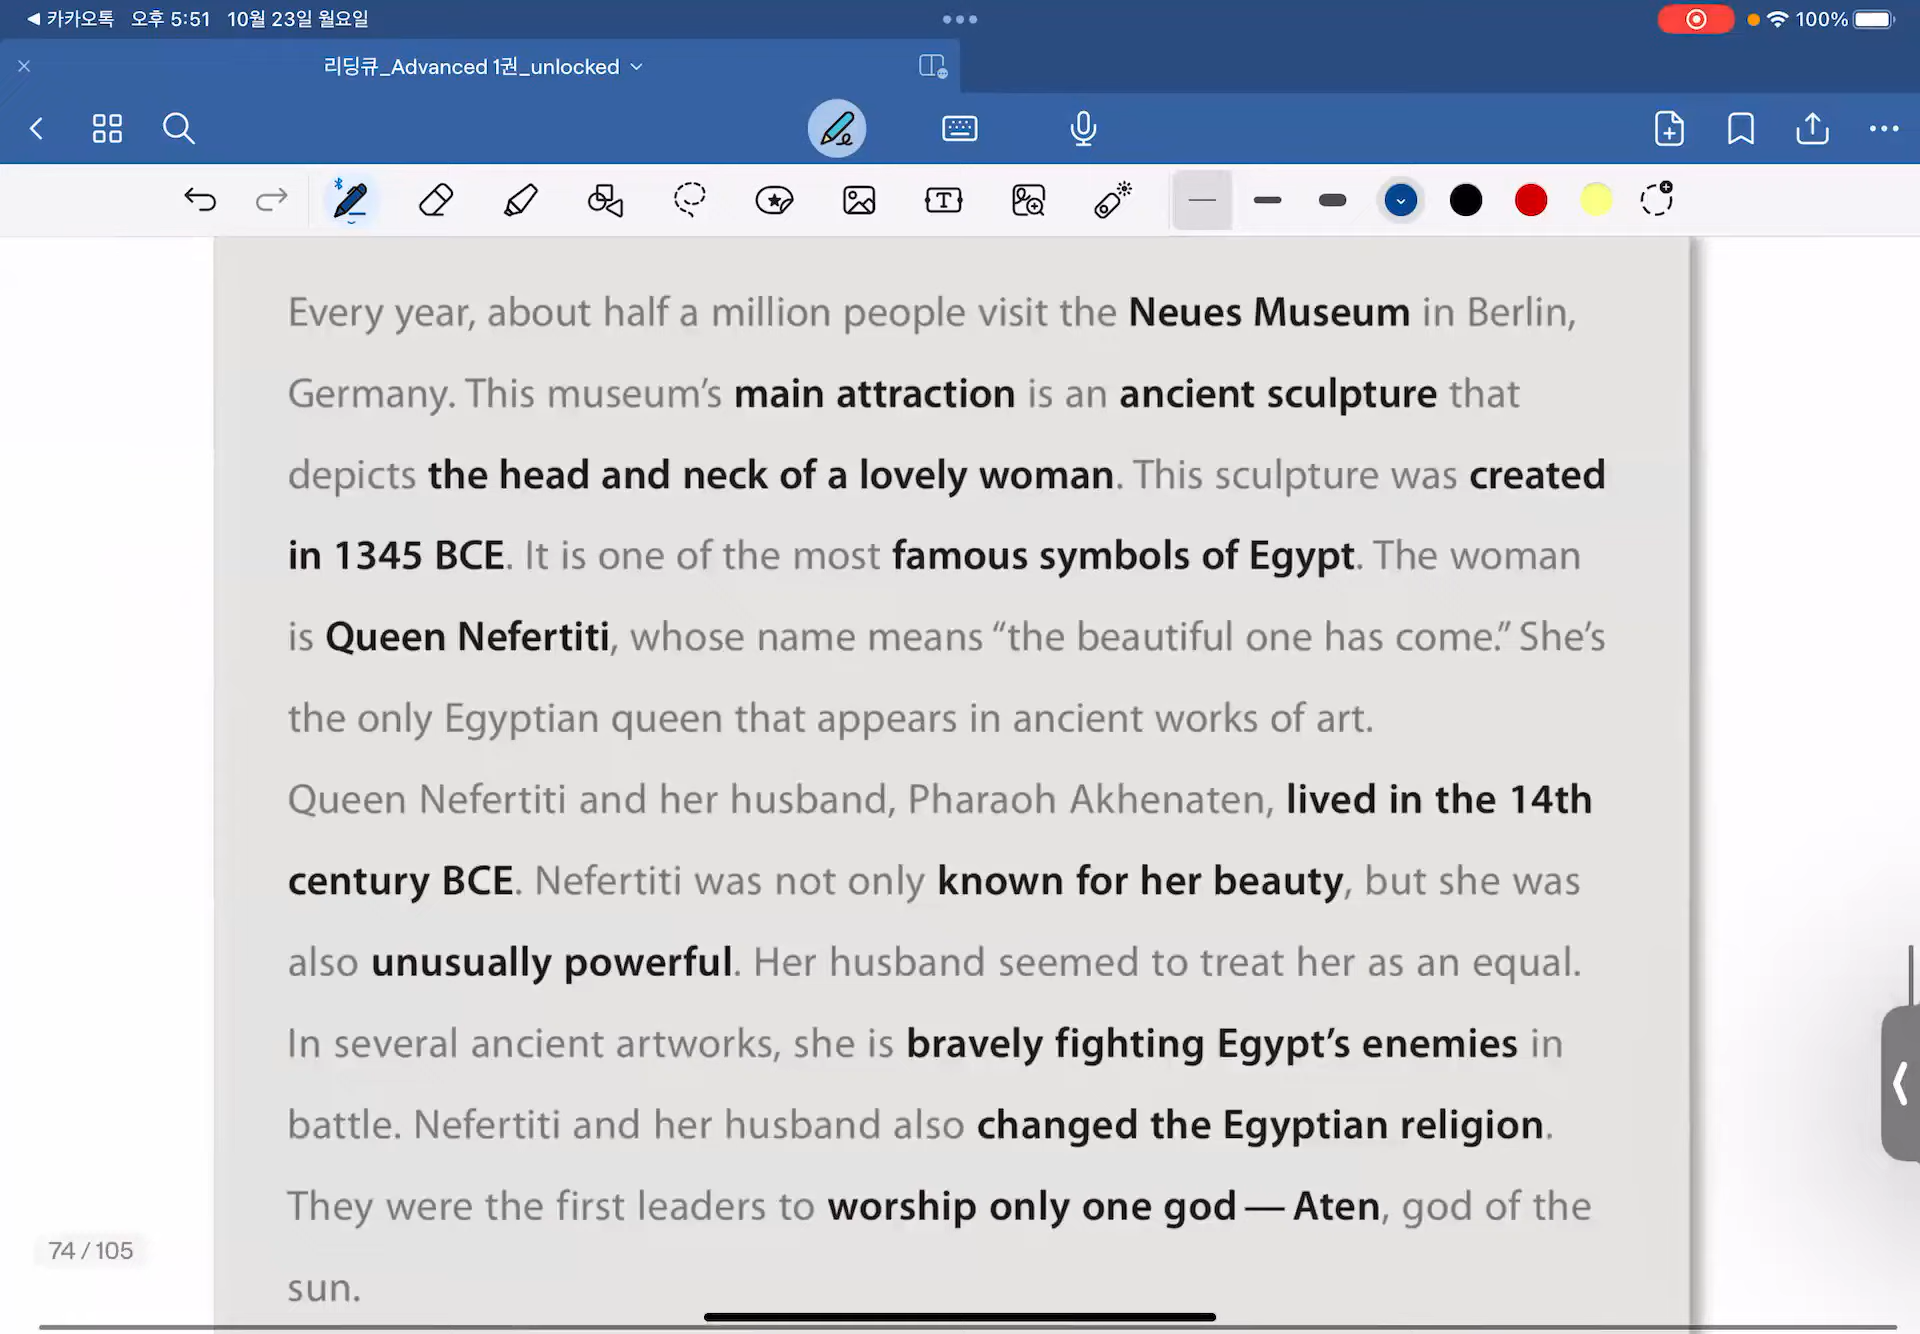 ◀ 카카오톡 오후 5:51 10월 23일 월요일
100%
리딩큐_Advanced 1권_unlocked
Every year, about half a million people visit the Neues Museum in Berlin,
Germany. This museum’s main attraction is an ancient sculpture that
depicts the head and neck of a lovely woman. This sculpture was created
in 1345 BCE. It is one of the most famous symbols of Egypt. The woman
is Queen Nefertiti, whose name means “the beautiful one has come.” She’s
the only Egyptian queen that appears in ancient works of art.
Queen Nefertiti and her husband, Pharaoh Akhenaten, lived in the 14th
century BCE. Nefertiti was not only known for her beauty, but she was
also unusually powerful. Her husband seemed to treat her as an equal.
In several ancient artworks, she is bravely fighting Egypt’s enemies in
battle. Nefertiti and her husband also changed the Egyptian religion.
They were the first leaders to worship only one god — Aten, god of the
sun.
74 / 105